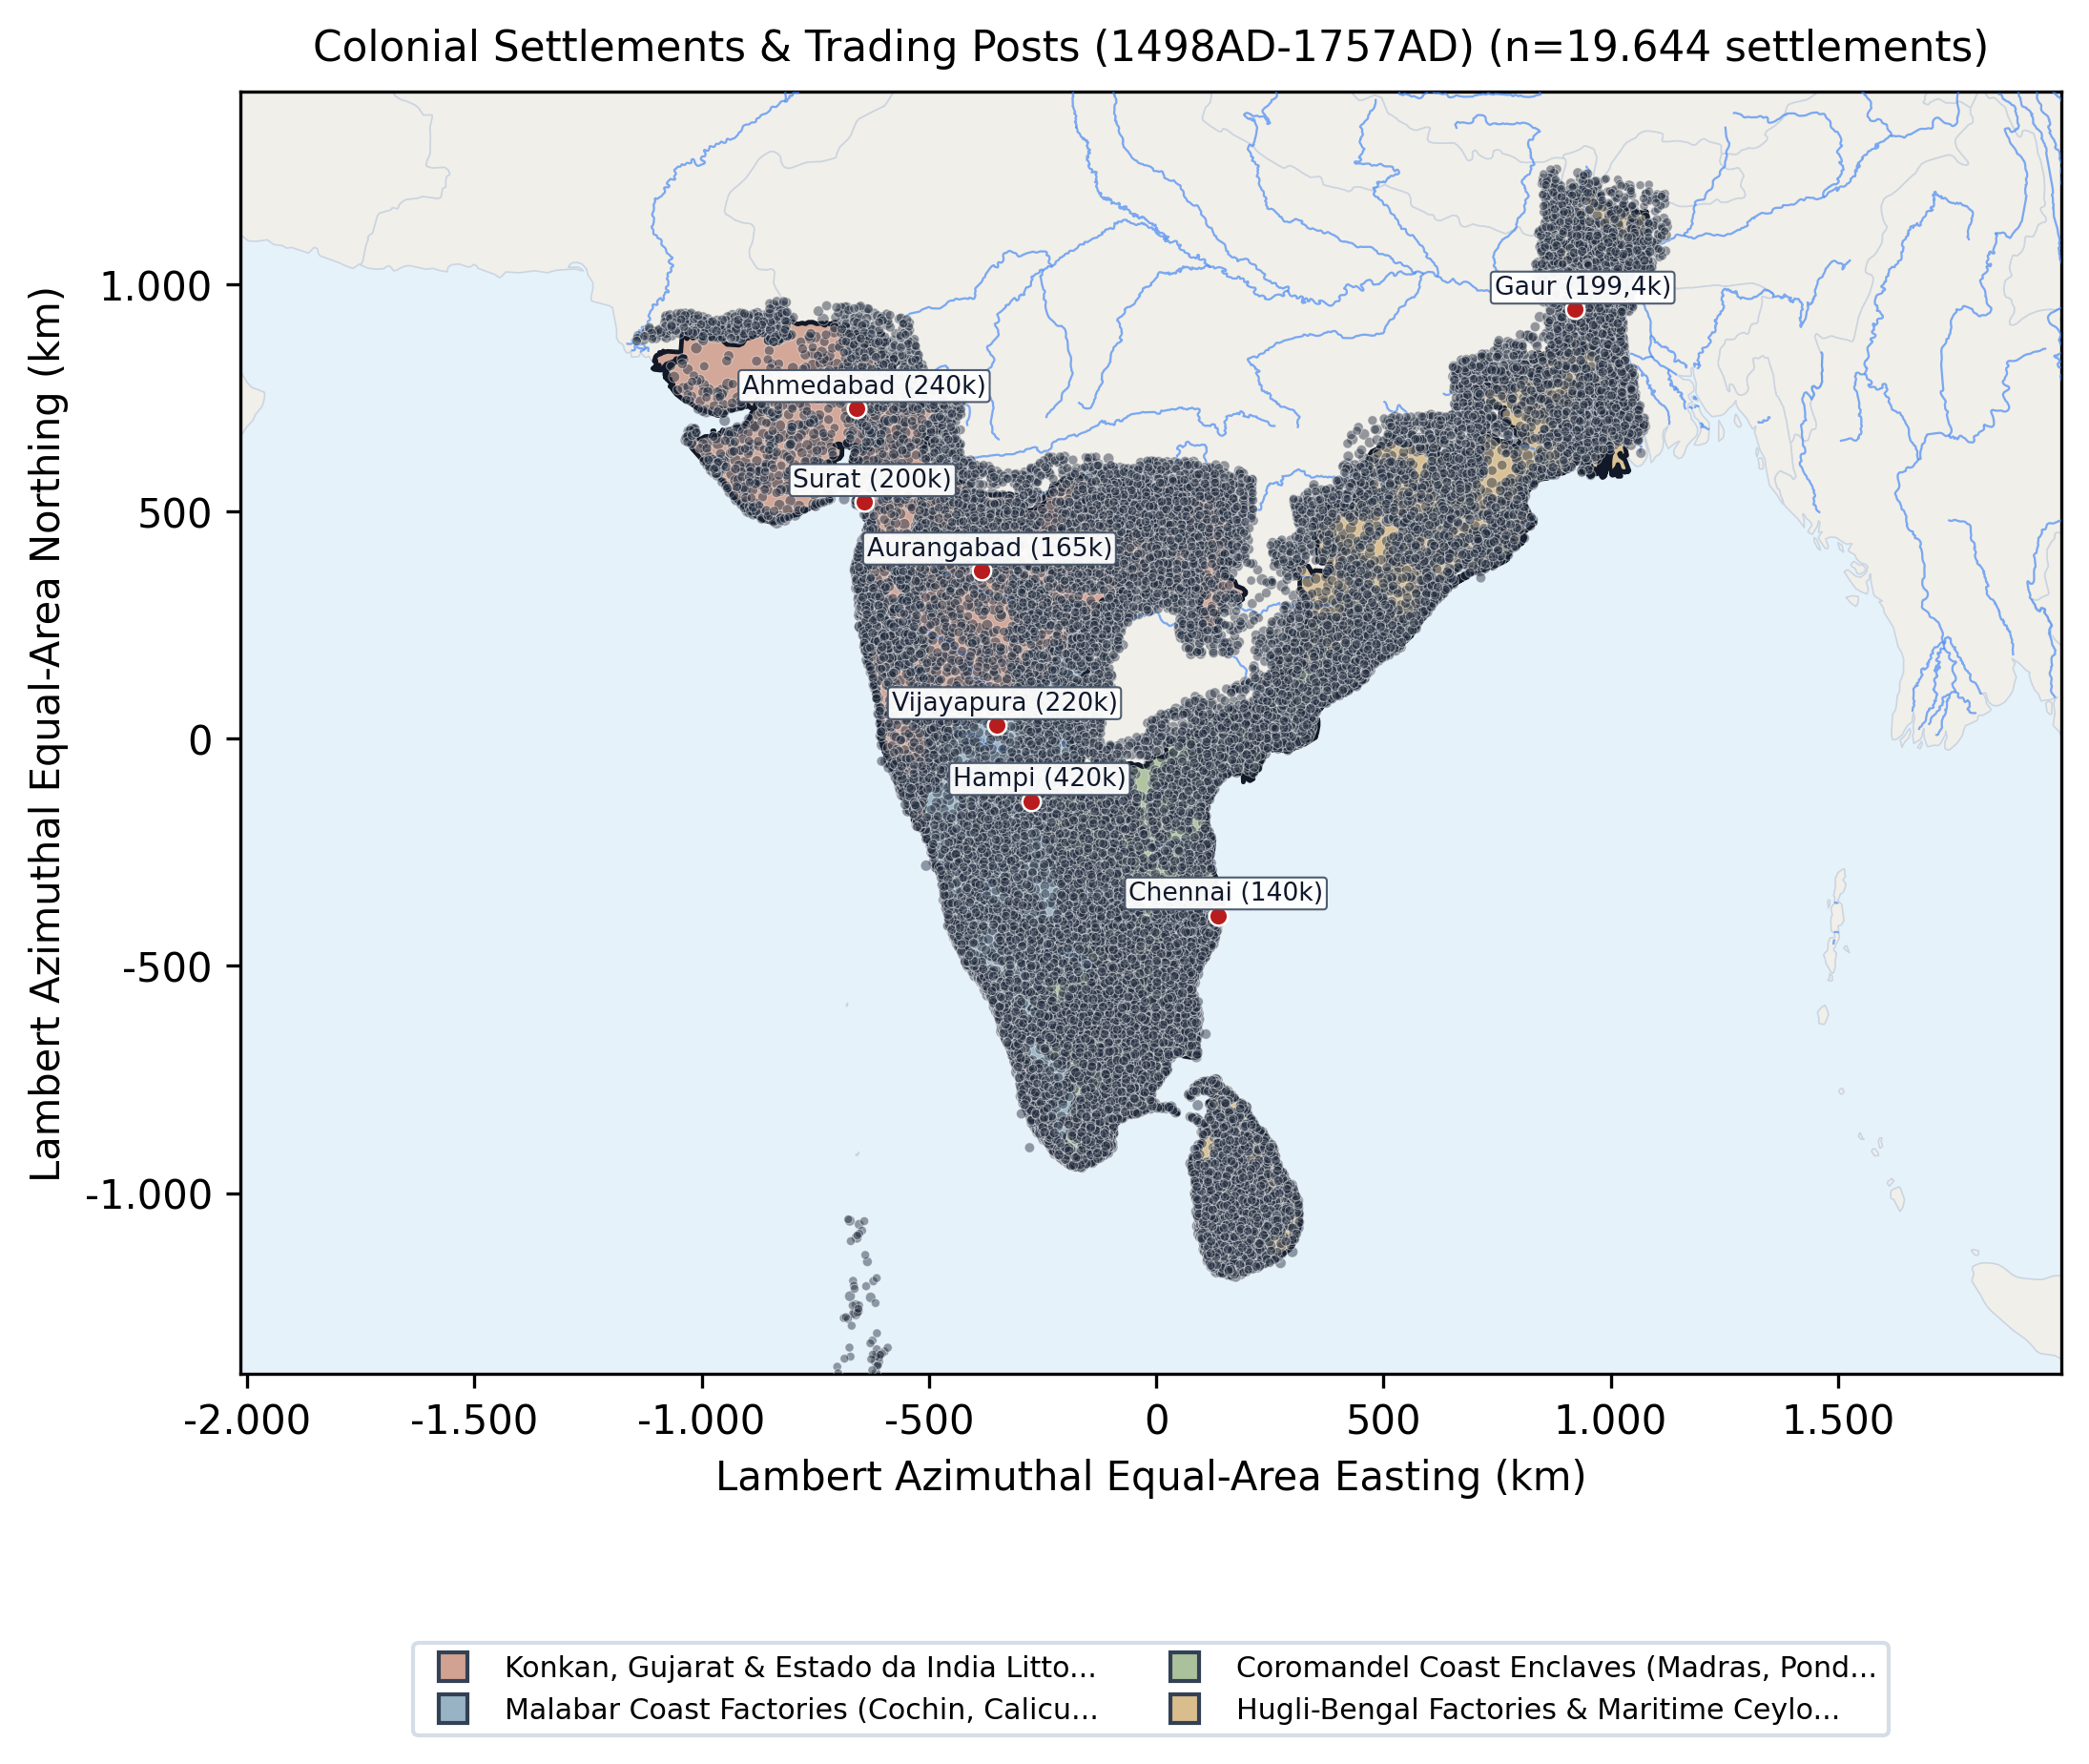 Colonial Settlements & Trading Posts (1498AD-1757AD) (n=19.644 settlements)
Lambert Azimuthal Equal-Area Northing (km)
1.000
500
0
-500
-1.000
Gaur (199,4k)
Ahmedabad (240k)
Surat (200k)
Aurangabad (165k)
Vijayapura (220k)
Hampi (420k)
Chennai (140k)
-2.000 -1.500 -1.000 -500 0 500 1.000 1.500
Lambert Azimuthal Equal-Area Easting (km)
Konkan, Gujarat & Estado da India Litto...
Malabar Coast Factories (Cochin, Calicu...
Coromandel Coast Enclaves (Madras, Pond...
Hugli-Bengal Factories & Maritime Ceylo...